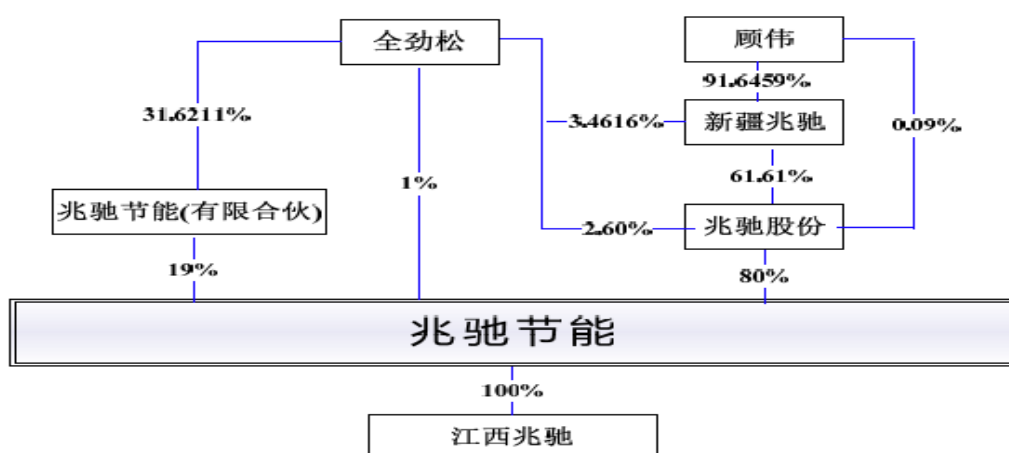 全劲松
顾伟
91.6459%
31.6211%
3.4616%
新疆兆驰
0.09%
1%
61.61%
兆驰节能(有限合伙)
2.60%
兆驰股份
19%
80%
兆驰节能
100%
江西兆驰